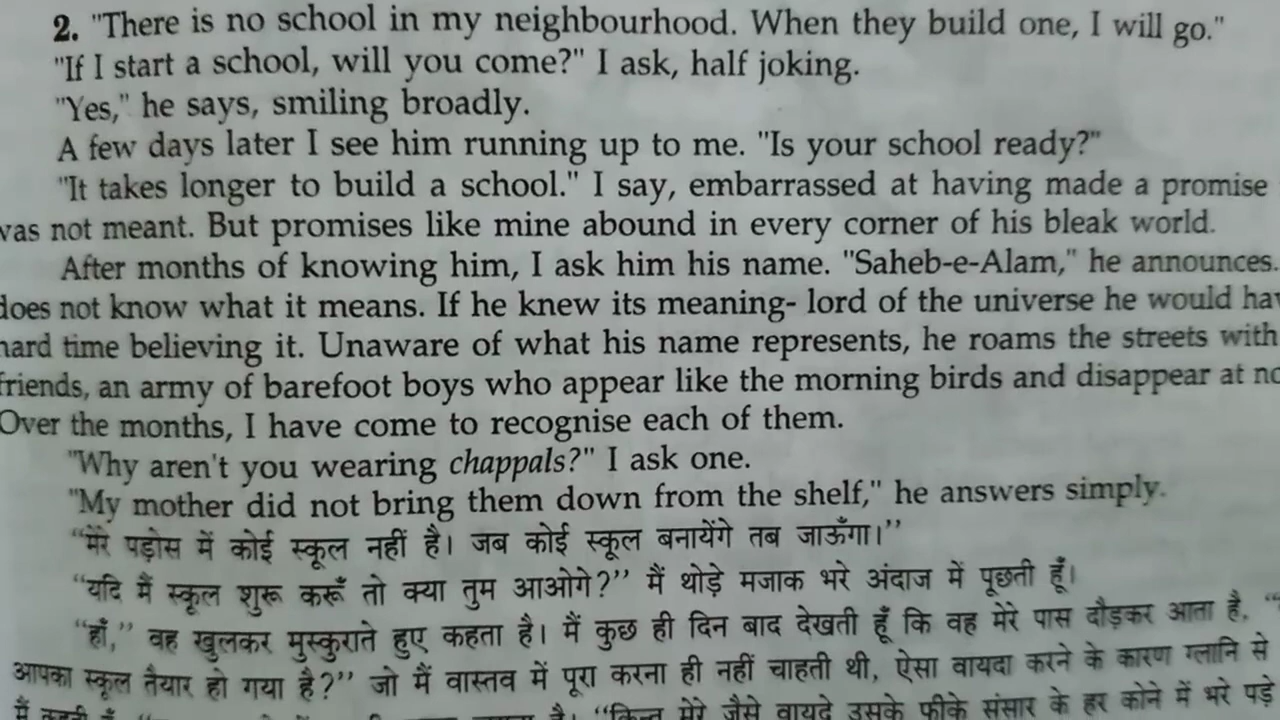 2. "There is no school in my neighbourhood. When they build one, I will go."
"If I start a school, will you come?" I ask, half joking.
"Yes," he says, smiling broadly.
A few days later I see him running up to me. "Is your school ready?"
"It takes longer to build a school." I say, embarrassed at having made a promise
was not meant. But promises like mine abound in every corner of his bleak world.
After months of knowing him, I ask him his name. "Saheb-e-Alam," he announces.
does not know what it means. If he knew its meaning- lord of the universe he would
hard time believing it. Unaware of what his name represents, he roams the streets with
friends, an army of barefoot boys who appear like the morning birds and disappear at
Over the months, I have come to recognise each of them.
"Why aren't you wearing chappals?" I ask one.
"My mother did not bring them down from the shelf," he answers simply.
“मेरे पड़ोस में कोई स्कूल नहीं है। जब कोई स्कूल बनायेंगे तब जाऊँगा।”
“यदि मैं स्कूल शुरू करूँ तो क्या तुम आओगे?” मैं थोड़े मजाक भरे अंदाज में पूछती हूँ।
“हाँ,” वह खुलकर मुस्कुराते हुए कहता है। मैं कुछ ही दिन बाद देखती हूँ कि वह मेरे पास दौड़कर आता है, “
आपका स्कूल तैयार हो गया है?” जो मैं वास्तव में पूरा करना ही नहीं चाहती थी, ऐसा वायदा करने के कारण ग्लानि से
“किन्तु मेरे जैसे वायदे उसके फीके संसार के हर कोने में भरे पड़े